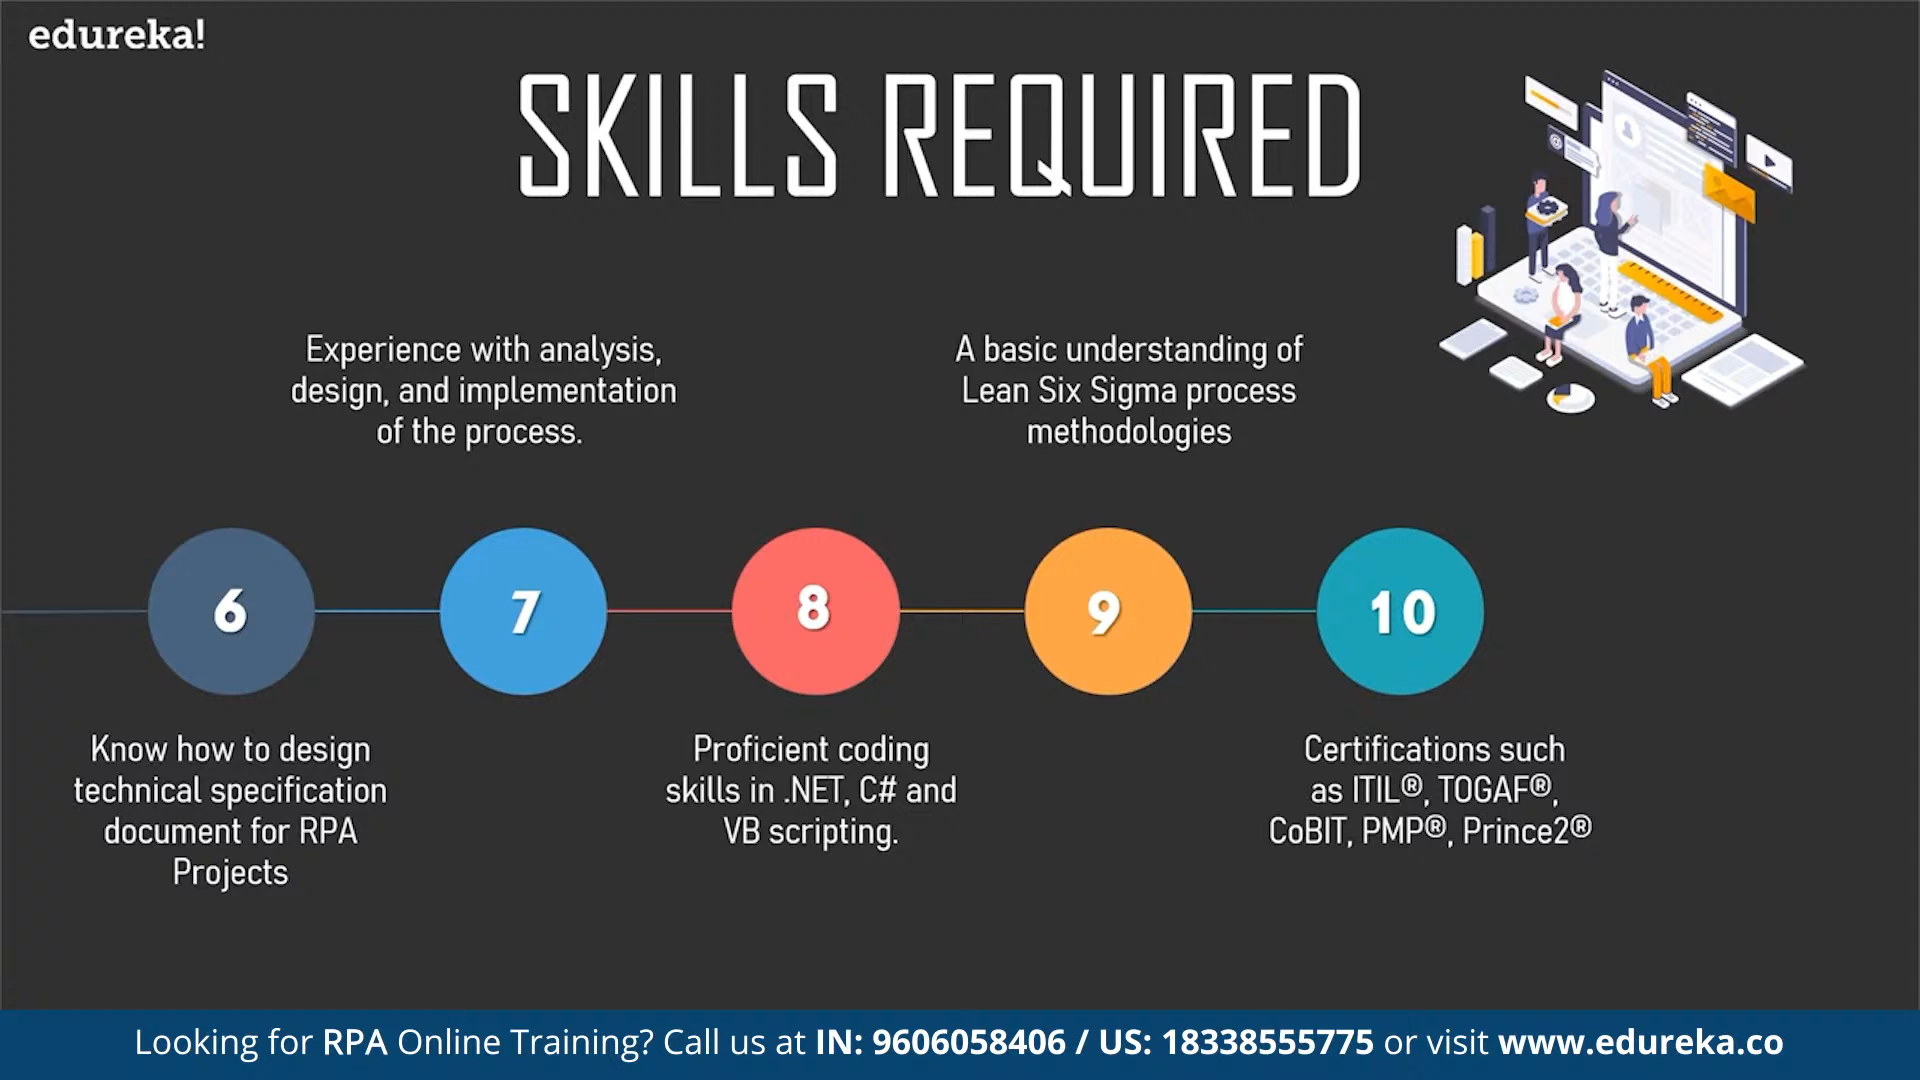 edureka!
SKILLS REQUIRED
Experience with analysis,
design, and implementation
of the process.
A basic understanding of
Lean Six Sigma process
methodologies
6
7
8
9
10
Know how to design
technical specification
document for RPA
Projects
Proficient coding
skills in .NET, C# and
VB scripting.
Certifications such
as ITIL®, TOGAF®,
CoBIT, PMP®, Prince2®
Looking for RPA Online Training? Call us at IN: 9606058406 / US: 18338555775 or visit www.edureka.co